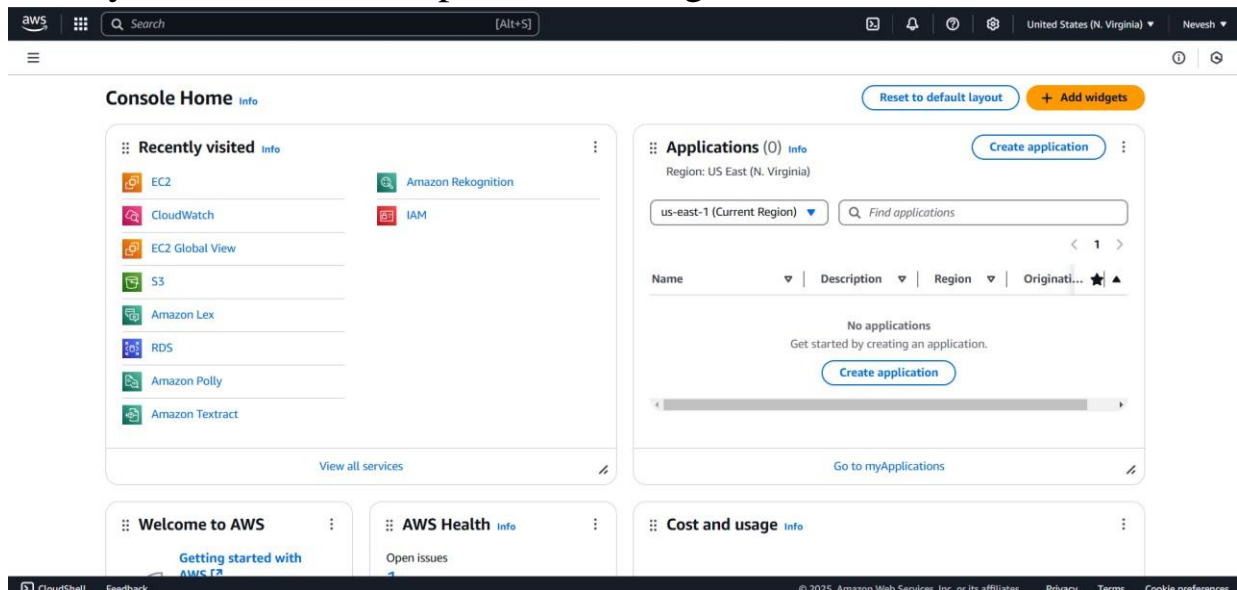 aws Search [Alt+S] United States (N. Virginia) Nevesh
Console Home Info Reset to default layout + Add widgets
Recently visited Info
EC2
CloudWatch
EC2 Global View
S3
Amazon Lex
RDS
Amazon Polly
Amazon Textract
Amazon Rekognition
IAM
View all services
Applications (0) Info Create application
Region: US East (N. Virginia)
us-east-1 (Current Region) Find applications
1
Name Description Region Originati...
No applications
Get started by creating an application.
Create application
Go to myApplications
Welcome to AWS
Getting started with
AWS
AWS Health Info
Open issues
Cost and usage Info
CloudShell Feedback © 2025, Amazon Web Services, Inc. or its affiliates. Privacy Terms Cookie preferences